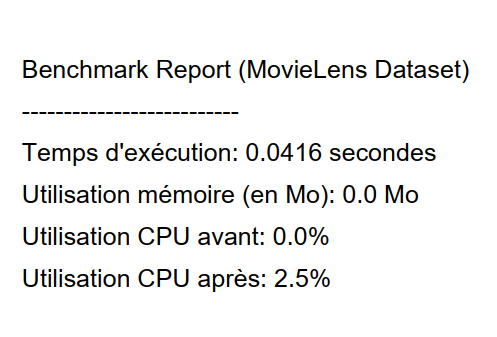 Benchmark Report (MovieLens Dataset)
--------------------------
Temps d'exécution: 0.0416 secondes
Utilisation mémoire (en Mo): 0.0 Mo
Utilisation CPU avant: 0.0%
Utilisation CPU après: 2.5%